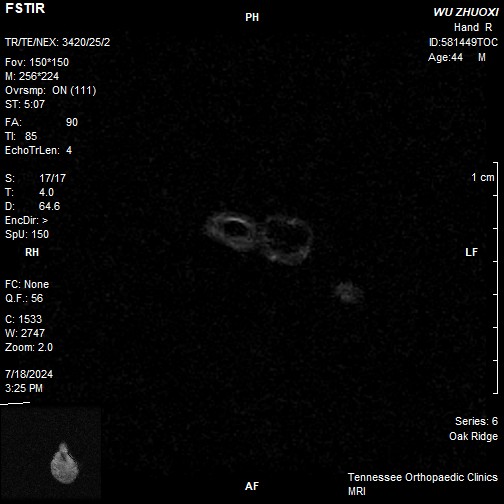 FSTIR
PH
WU ZHUOXI
Hand R
TR/TE/NEX: 3420/25/2
ID:581449TOC
Age:44 M
Fov: 150*150
M: 256*224
Ovrsmp: ON (111)
ST: 5:07
FA: 90
TI: 85
EchoTrLen: 4
S: 17/17
T: 4.0
D: 64.6
EncDir: >
SpU: 150
1 cm
RH
LF
FC: None
Q.F.: 56
C: 1533
W: 2747
Zoom: 2.0
7/18/2024
3:25 PM
Series: 6
Oak Ridge
AF
Tennessee Orthopaedic Clinics
MRI